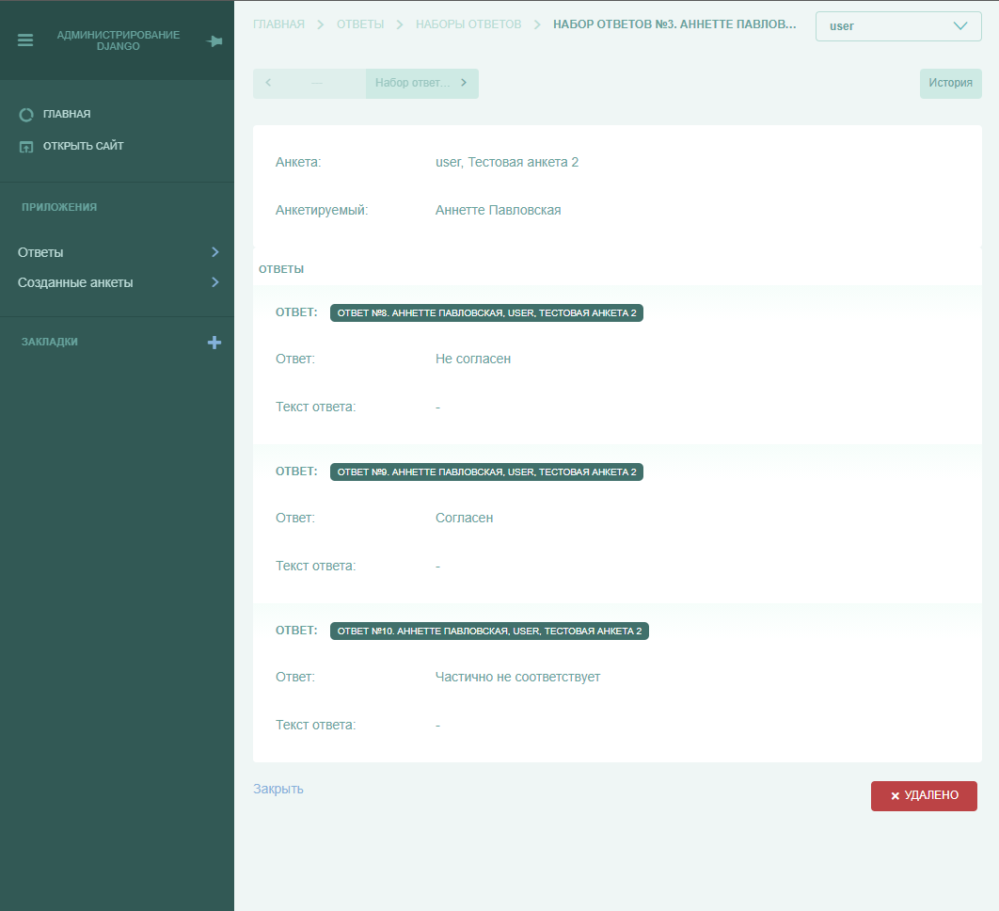 АДМИНИСТРИРОВАНИЕ
DJANGO
ГЛАВНАЯ
ОТКРЫТЬ САЙТ
ПРИЛОЖЕНИЯ
Ответы
Созданные анкеты
ЗАКЛАДКИ
ГЛАВНАЯ ОТВЕТЫ НАБОРЫ ОТВЕТОВ НАБОР ОТВЕТОВ №3. АННЕТТЕ ПАВЛОВ...
user
--- Набор ответ...
История
Анкета: user, Тестовая анкета 2
Анкетируемый: Аннетте Павловская
ОТВЕТЫ
ОТВЕТ: ОТВЕТ №8. АННЕТТЕ ПАВЛОВСКАЯ, USER, ТЕСТОВАЯ АНКЕТА 2
Ответ: Не согласен
Текст ответа: -
ОТВЕТ: ОТВЕТ №9. АННЕТТЕ ПАВЛОВСКАЯ, USER, ТЕСТОВАЯ АНКЕТА 2
Ответ: Согласен
Текст ответа: -
ОТВЕТ: ОТВЕТ №10. АННЕТТЕ ПАВЛОВСКАЯ, USER, ТЕСТОВАЯ АНКЕТА 2
Ответ: Частично не соответствует
Текст ответа: -
Закрыть
УДАЛЕНО